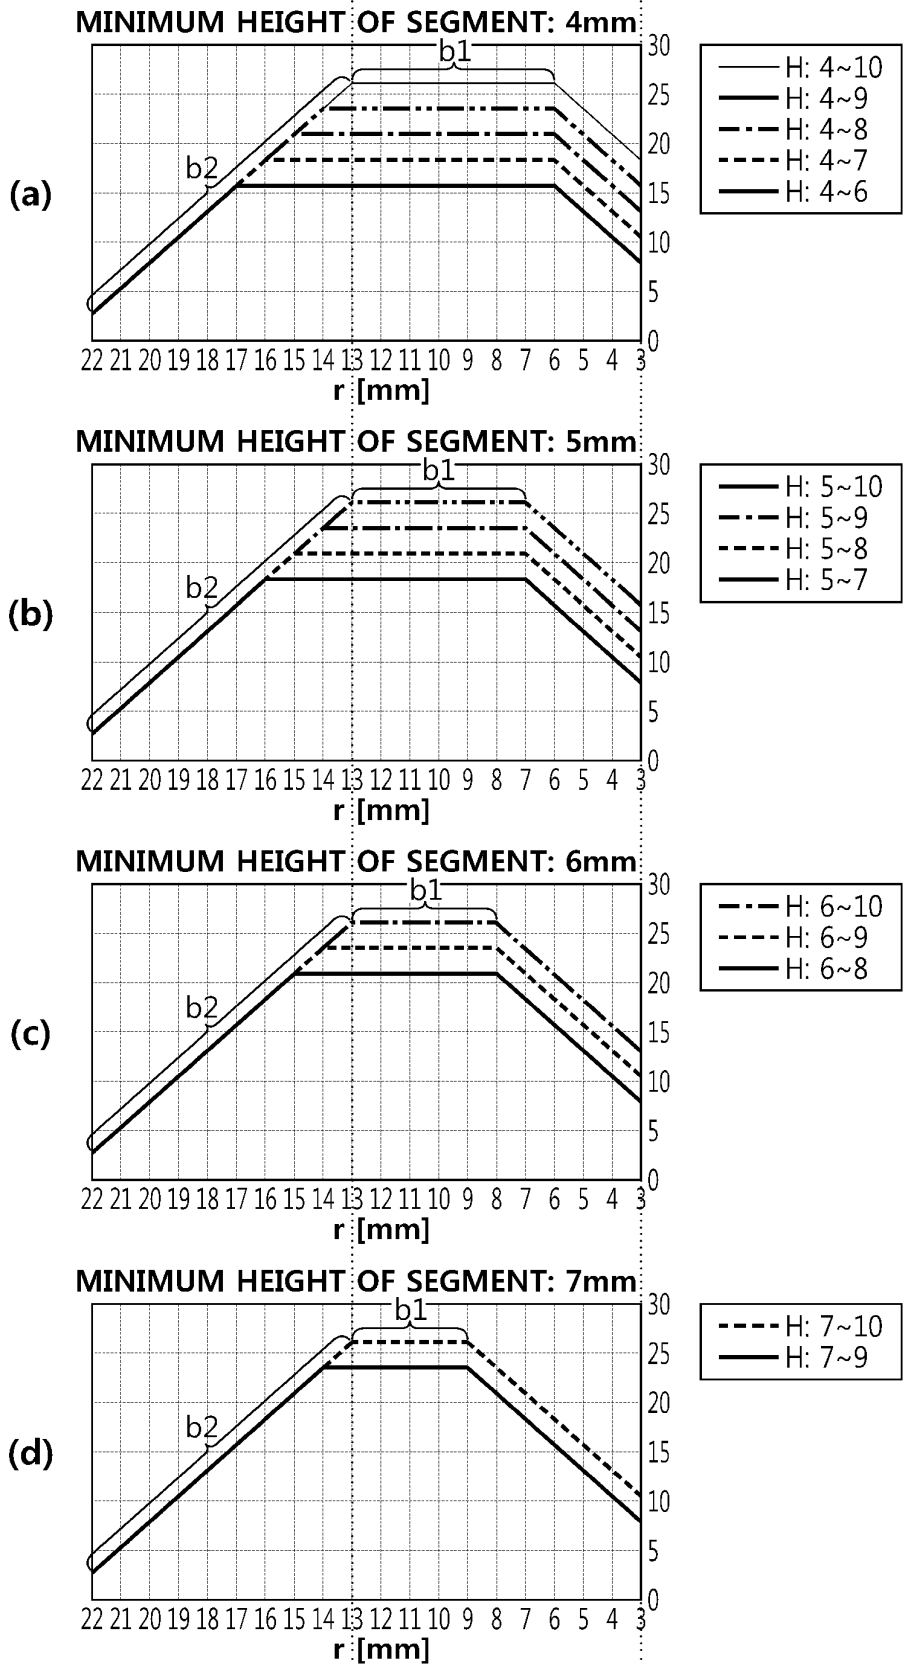 MINIMUM HEIGHT OF SEGMENT: 4mm
b1
b2
(a)
30
25
20
15
10
5
0
22 21 20 19 18 17 16 15 14 13 12 11 10 9 8 7 6 5 4 3
r [mm]
H: 4~10
H: 4~9
H: 4~8
H: 4~7
H: 4~6
MINIMUM HEIGHT OF SEGMENT: 5mm
b1
b2
(b)
30
25
20
15
10
5
0
22 21 20 19 18 17 16 15 14 13 12 11 10 9 8 7 6 5 4 3
r [mm]
H: 5~10
H: 5~9
H: 5~8
H: 5~7
MINIMUM HEIGHT OF SEGMENT: 6mm
b1
b2
(c)
30
25
20
15
10
5
0
22 21 20 19 18 17 16 15 14 13 12 11 10 9 8 7 6 5 4 3
r [mm]
H: 6~10
H: 6~9
H: 6~8
MINIMUM HEIGHT OF SEGMENT: 7mm
b1
b2
(d)
30
25
20
15
10
5
0
22 21 20 19 18 17 16 15 14 13 12 11 10 9 8 7 6 5 4 3
r [mm]
H: 7~10
H: 7~9